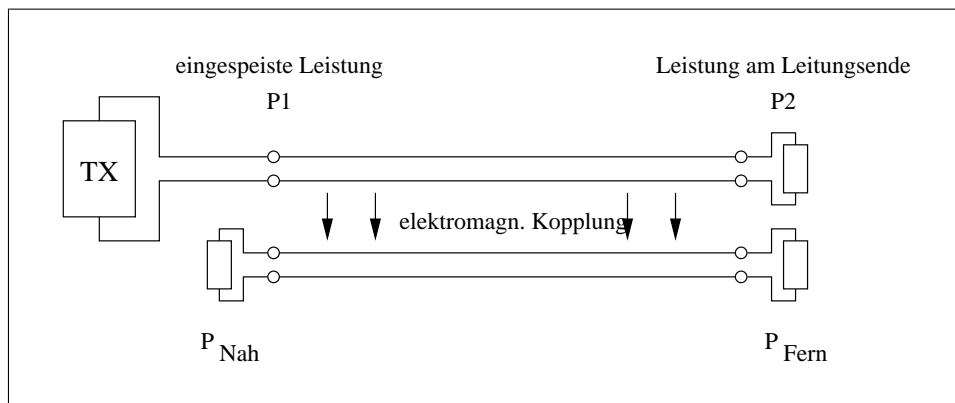 eingespeiste Leistung
Leistung am Leitungsende
P1
P2
TX
elektromagn. Kopplung
P Nah
P Fern